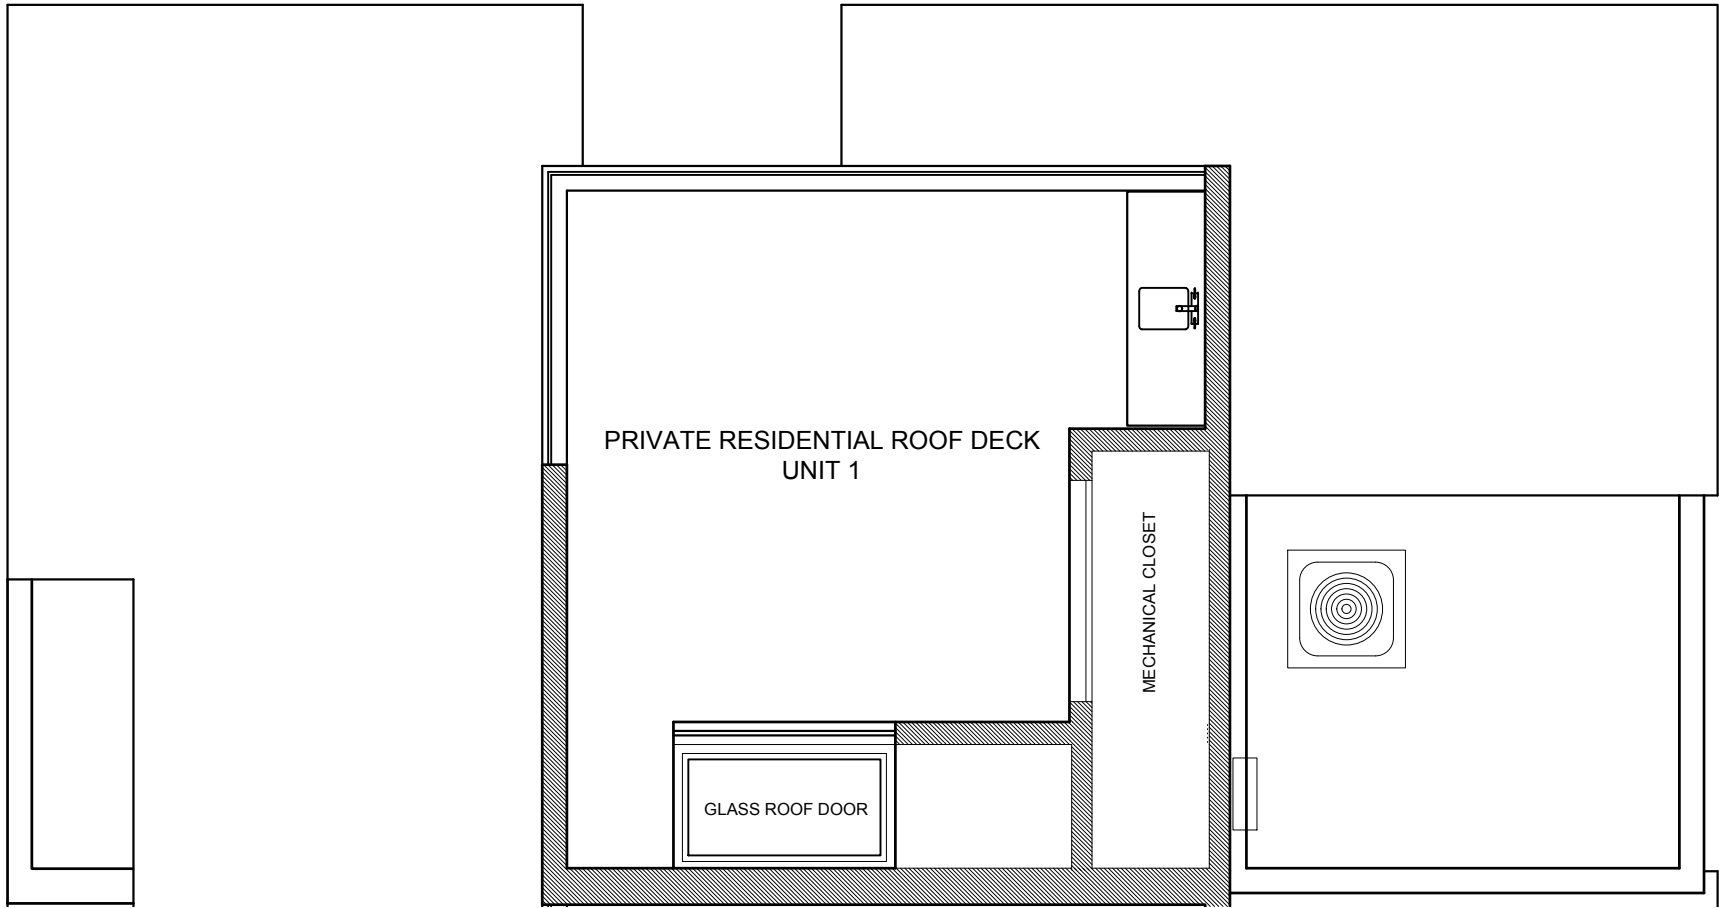 PRIVATE RESIDENTIAL ROOF DECK
UNIT 1
MECHANICAL CLOSET
GLASS ROOF DOOR